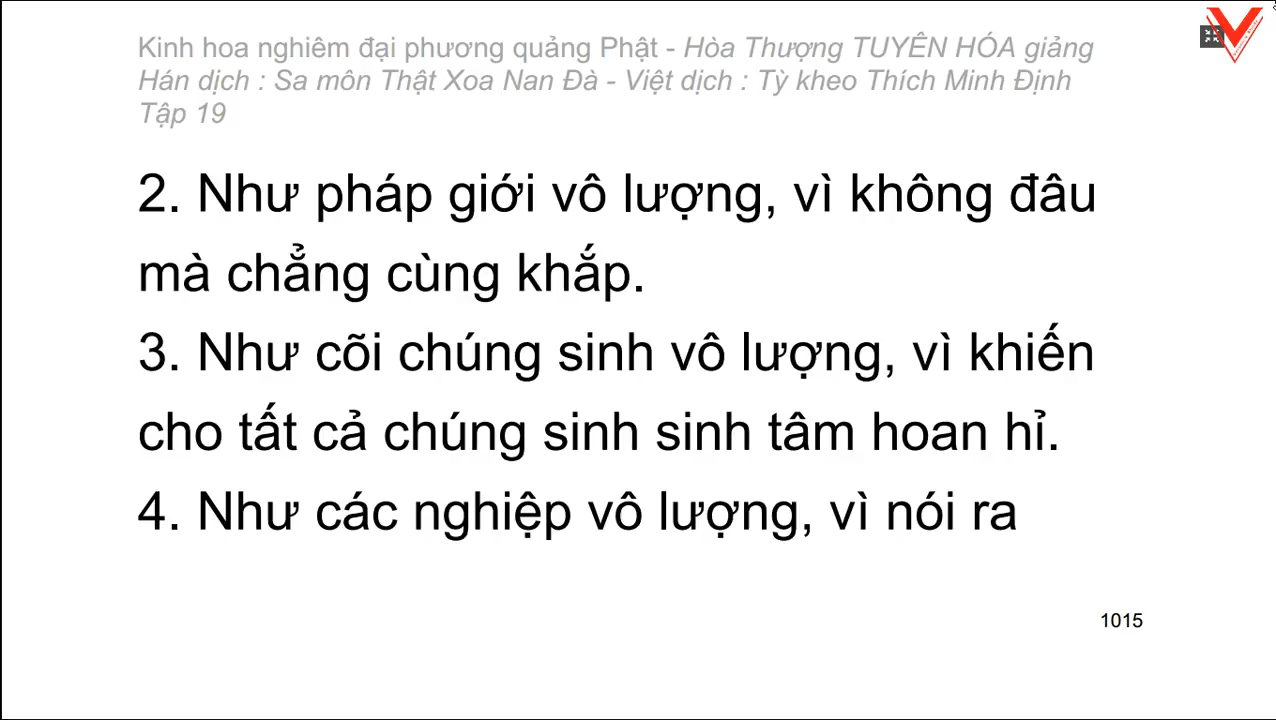 Kinh hoa nghiêm đại phương quảng Phật - Hòa Thượng TUYÊN HÓA giảng
Hán dịch : Sa môn Thật Xoa Nan Đà - Việt dịch : Tỳ kheo Thích Minh Định
Tập 19
2. Như pháp giới vô lượng, vì không đâu
mà chẳng cùng khắp.
3. Như cõi chúng sinh vô lượng, vì khiến
cho tất cả chúng sinh sinh tâm hoan hỉ.
4. Như các nghiệp vô lượng, vì nói ra
1015